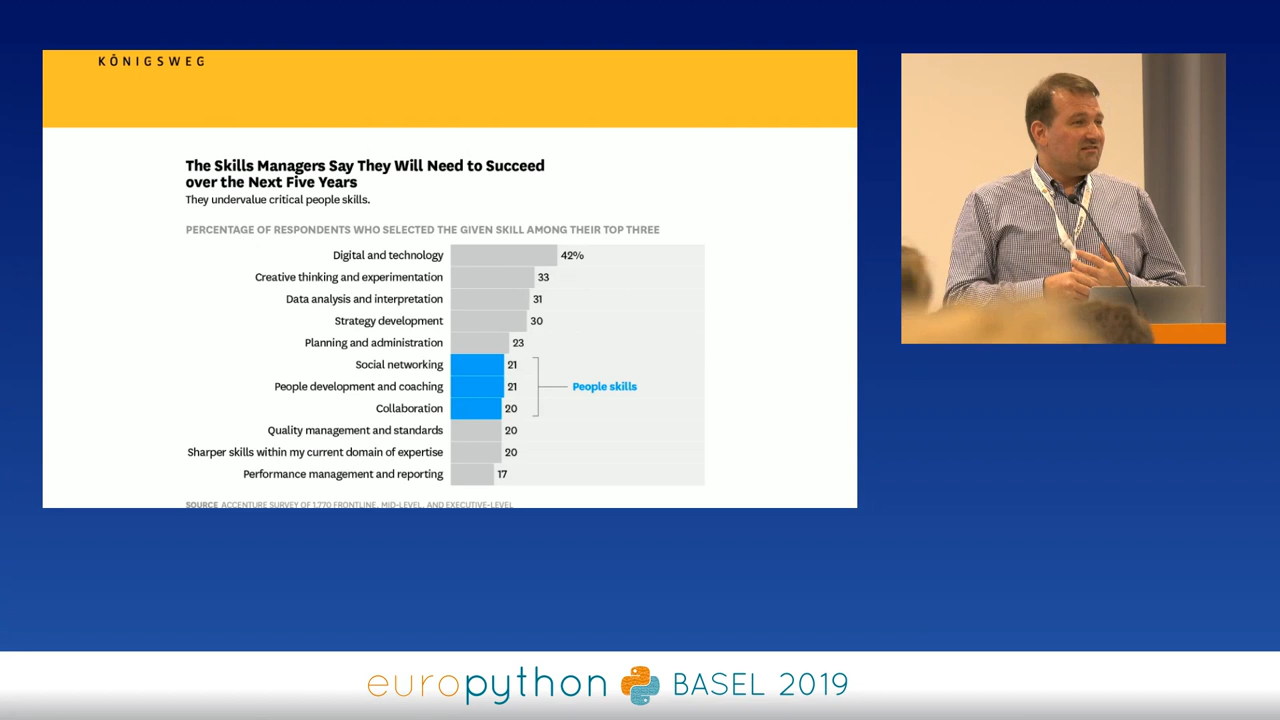 KÖNIGSWEG
The Skills Managers Say They Will Need to Succeed
over the Next Five Years
They undervalue critical people skills.
PERCENTAGE OF RESPONDENTS WHO SELECTED THE GIVEN SKILL AMONG THEIR TOP THREE
Digital and technology 42%
Creative thinking and experimentation 33
Data analysis and interpretation 31
Strategy development 30
Planning and administration 23
Social networking 21
People development and coaching 21
People skills
Collaboration 20
Quality management and standards 20
Sharper skills within my current domain of expertise 20
Performance management and reporting 17
SOURCE ACCENTURE SURVEY OF 1,770 FRONTLINE, MID-LEVEL, AND EXECUTIVE-LEVEL
europython BASEL 2019